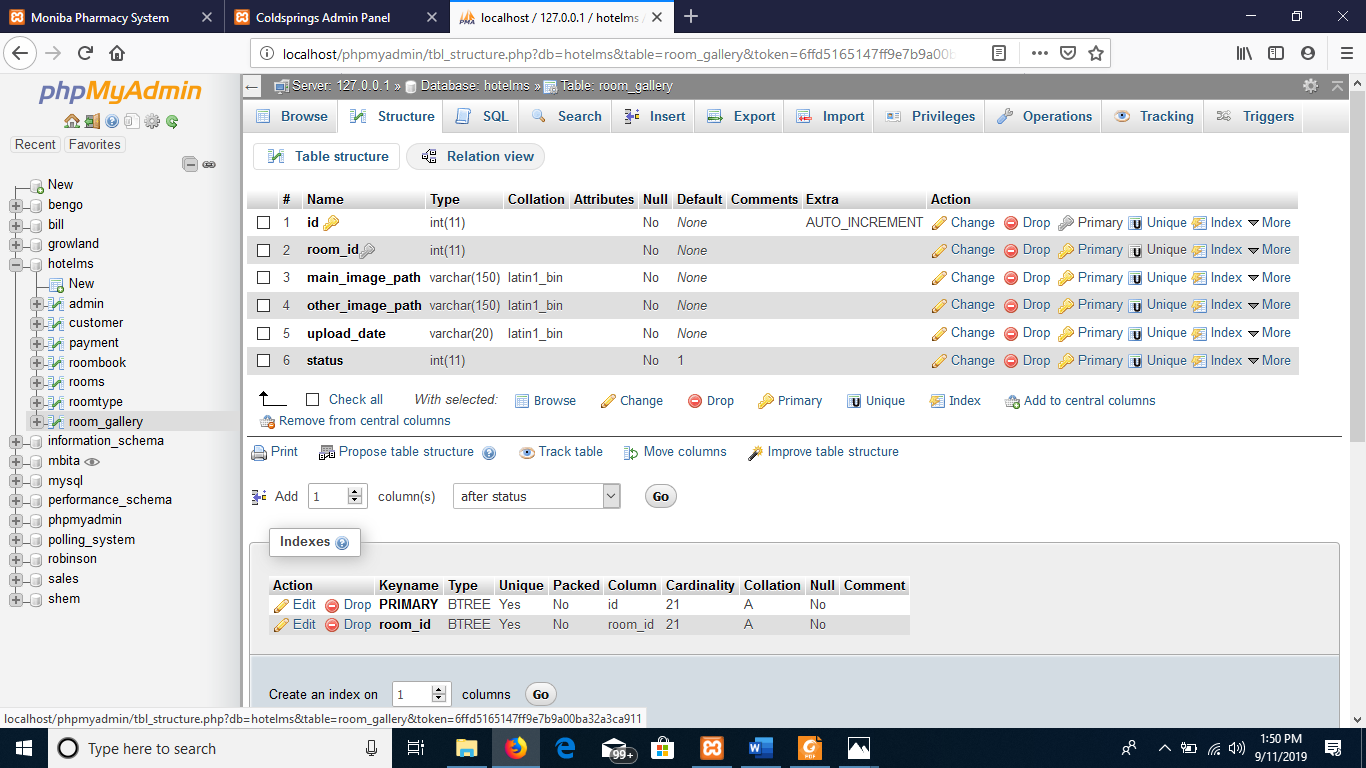 Moniba Pharmacy System
Coldsprings Admin Panel
localhost / 127.0.0.1 / hotelms /
localhost/phpmyadmin/tbl_structure.php?db=hotelms&table=room_gallery&token=6ffd5165147ff9e7b9a00b
phpMyAdmin
Recent Favorites
New
bengo
bill
growland
hotelms
New
admin
customer
payment
roombook
rooms
roomtype
room_gallery
information_schema
mbita
mysql
performance_schema
phpmyadmin
polling_system
robinson
sales
shem
Server: 127.0.0.1 » Database: hotelms » Table: room_gallery
Browse Structure SQL Search Insert Export Import Privileges Operations Tracking Triggers
Table structure Relation view
# Name Type Collation Attributes Null Default Comments Extra Action
1 id int(11) No None AUTO_INCREMENT Change Drop Primary Unique Index More
2 room_id int(11) No None Change Drop Primary Unique Index More
3 main_image_path varchar(150) latin1_bin No None Change Drop Primary Unique Index More
4 other_image_path varchar(150) latin1_bin No None Change Drop Primary Unique Index More
5 upload_date varchar(20) latin1_bin No None Change Drop Primary Unique Index More
6 status int(11) No 1 Change Drop Primary Unique Index More
Check all With selected: Browse Change Drop Primary Unique Index Add to central columns
Remove from central columns
Print Propose table structure Track table Move columns Improve table structure
Add 1 column(s) after status Go
Indexes
Action Keyname Type Unique Packed Column Cardinality Collation Null Comment
Edit Drop PRIMARY BTREE Yes No id 21 A No
Edit Drop room_id BTREE Yes No room_id 21 A No
Create an index on 1 columns Go
localhost/phpmyadmin/tbl_structure.php?db=hotelms&table=room_gallery&token=6ffd5165147ff9e7b9a00ba32a3ca911
Type here to search
99+
1:50 PM
9/11/2019